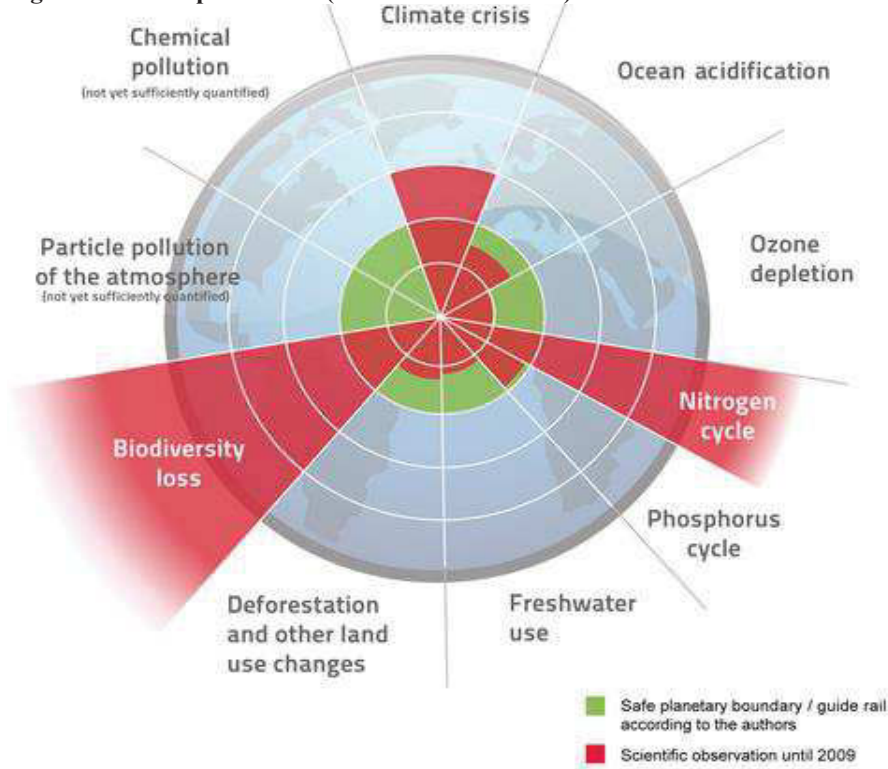 Climate crisis
Chemical
pollution
(not yet sufficiently quantified)
Ocean acidification
Particle pollution
of the atmosphere
(not yet sufficiently quantified)
Ozone
depletion
Nitrogen
cycle
Biodiversity
loss
Phosphorus
cycle
Deforestation
and other land
use changes
Freshwater
use
Safe planetary boundary / guide rail
according to the authors
Scientific observation until 2009